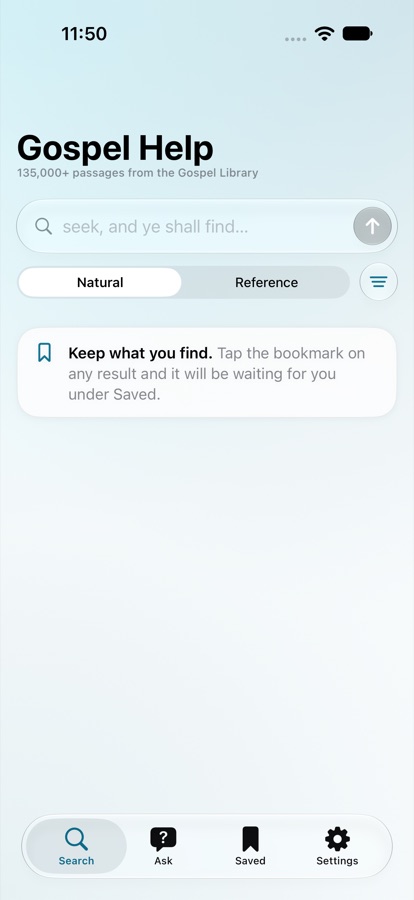 11:50
Gospel Help
135,000+ passages from the Gospel Library
seek, and ye shall find...
Natural
Reference
Keep what you find. Tap the bookmark on
any result and it will be waiting for you
under Saved.
Search
Ask
Saved
Settings